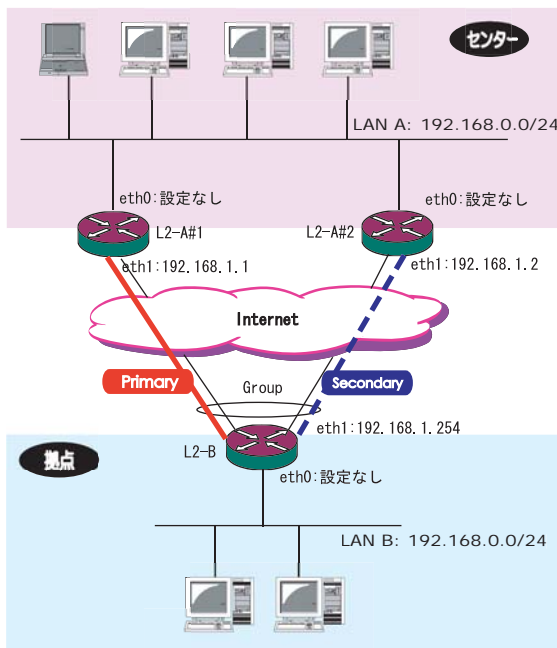 センター
LAN A: 192.168.0.0/24
eth0:設定なし
eth0:設定なし
L2-A#1
L2-A#2
eth1:192.168.1.1
eth1:192.168.1.2
Internet
Primary
Group
Secondary
eth1:192.168.1.254
拠点
L2-B
eth0:設定なし
LAN B: 192.168.0.0/24